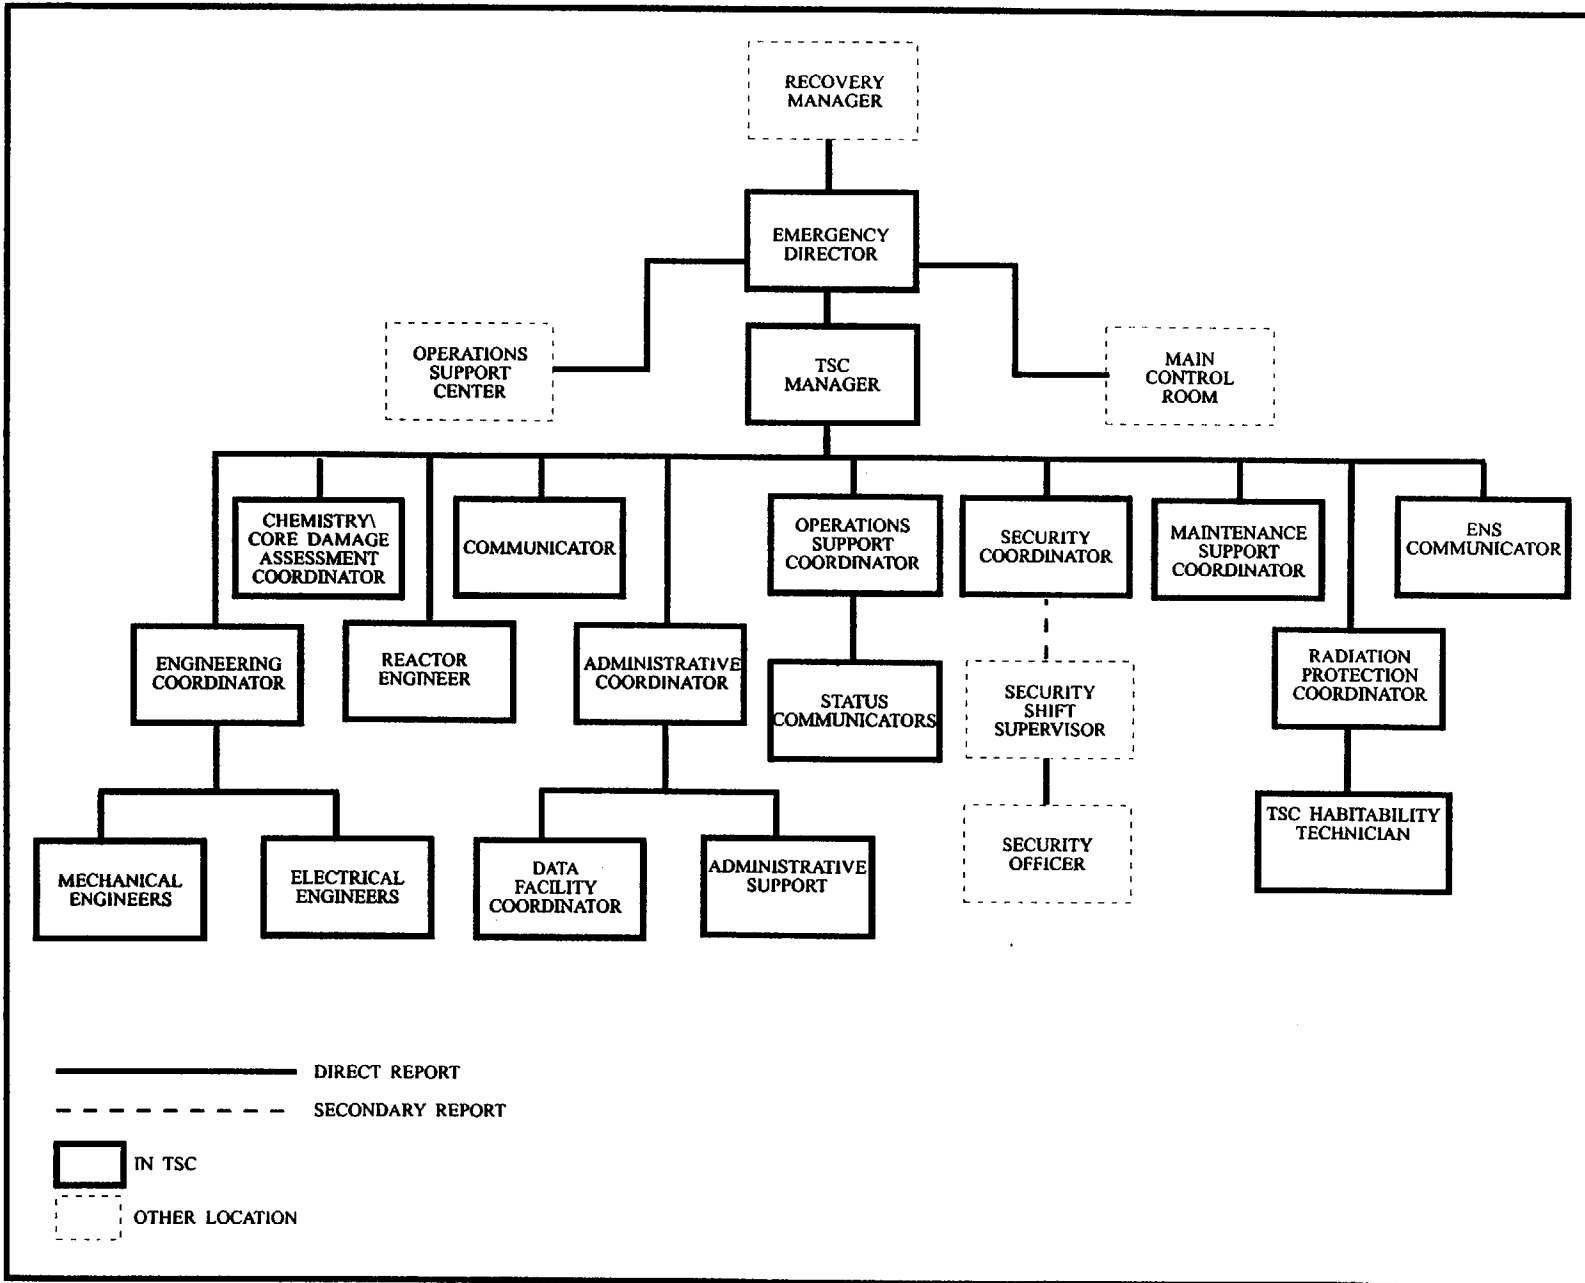 RECOVERY
MANAGER
EMERGENCY
DIRECTOR
OPERATIONS
SUPPORT
CENTER
TSC
MANAGER
MAIN
CONTROL
ROOM
CHEMISTRY\
CORE DAMAGE
ASSESSMENT
COORDINATOR
COMMUNICATOR
OPERATIONS
SUPPORT
COORDINATOR
SECURITY
COORDINATOR
MAINTENANCE
SUPPORT
COORDINATOR
ENS
COMMUNICATOR
ENGINEERING
COORDINATOR
REACTOR
ENGINEER
ADMINISTRATIVE
COORDINATOR
STATUS
COMMUNICATORS
SECURITY
SHIFT
SUPERVISOR
RADIATION
PROTECTION
COORDINATOR
MECHANICAL
ENGINEERS
ELECTRICAL
ENGINEERS
DATA
FACILITY
COORDINATOR
ADMINISTRATIVE
SUPPORT
SECURITY
OFFICER
TSC HABITABILITY
TECHNICIAN
DIRECT REPORT
SECONDARY REPORT
IN TSC
OTHER LOCATION